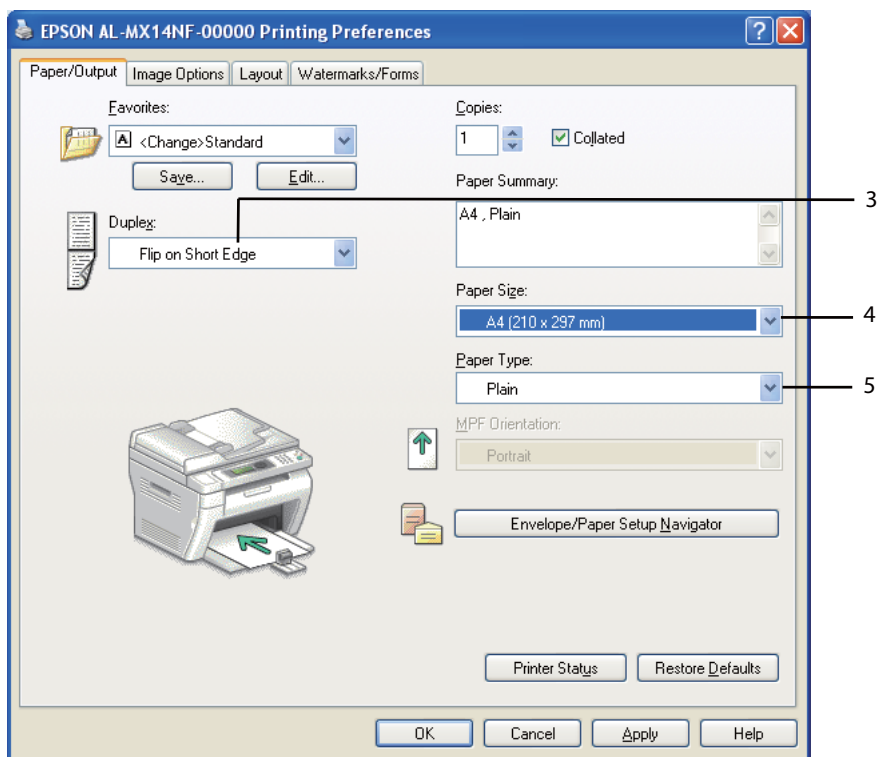 EPSON AL-MX14NF-00000 Printing Preferences
Paper/Output
Image Options
Layout
Watermarks/Forms
Favorites:
A <Change>Standard
Save...
Edit...
Duplex:
Flip on Short Edge
Copies:
1
Collated
Paper Summary:
A4 , Plain
3
Paper Size:
A4 (210 x 297 mm)
4
Paper Type:
Plain
5
MPF Orientation:
Portrait
Envelope/Paper Setup Navigator
Printer Status
Restore Defaults
OK
Cancel
Apply
Help